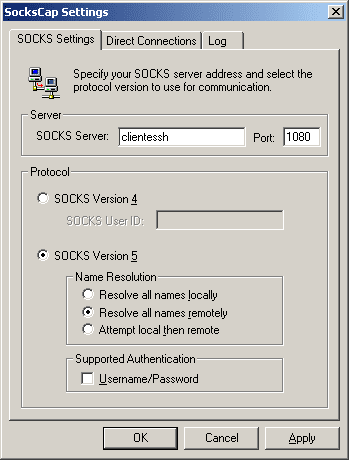 SocksCap Settings
SOCKS Settings Direct Connections Log
Specify your SOCKS server address and select the
protocol version to use for communication.
Server
SOCKS Server: clientessh Port: 1080
Protocol
SOCKS Version 4
SOCKS User ID:
SOCKS Version 5
Name Resolution
Resolve all names locally
Resolve all names remotely
Attempt local then remote
Supported Authentication
Username/Password
OK Cancel Apply